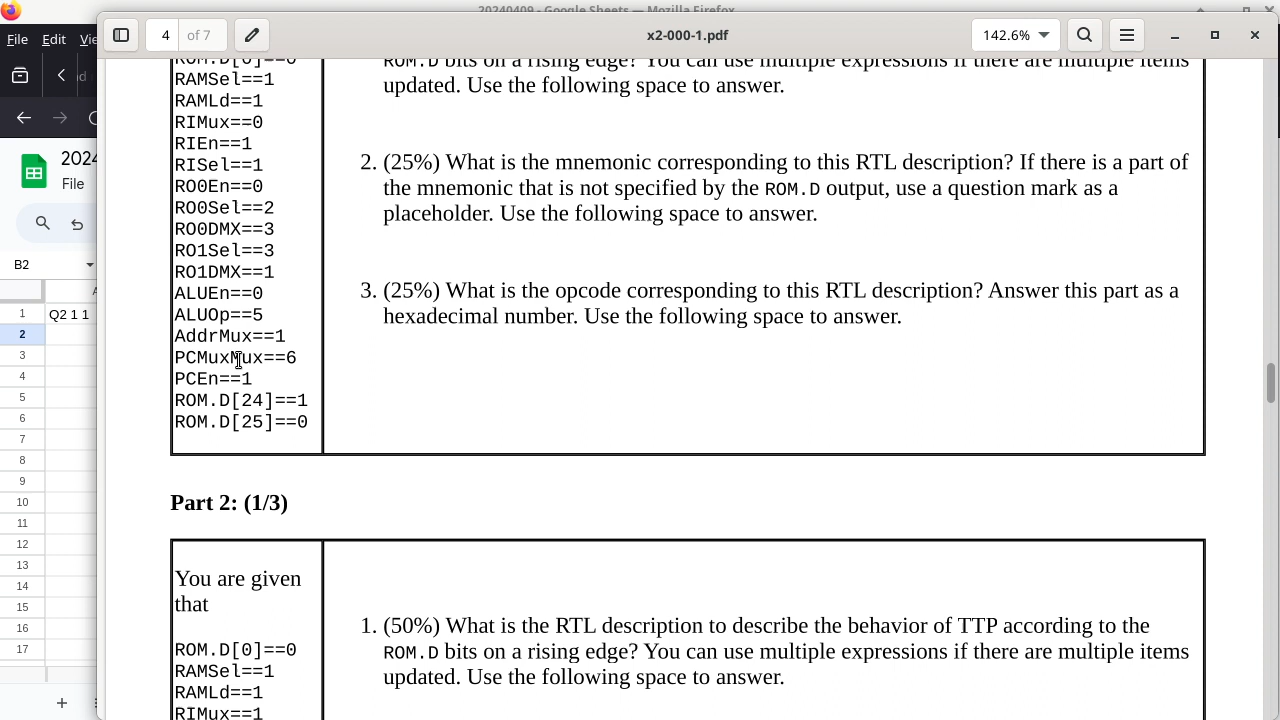 20240409 - Google Sheets — Mozilla Firefox
File Edit
4 of 7
x2-000-1.pdf
142.6%
2024
File
B2
Q2 1 1
1
2
3
4
5
6
7
8
9
10
11
12
13
14
15
16
17
ROM.D[0]==0
RAMSel==1
RAMLd==1
RIMux==0
RIEn==1
RISel==1
RO0En==0
RO0Sel==2
RO0DMX==3
RO1Sel==3
RO1DMX==1
ALUEn==0
ALUOp==5
AddrMux==1
PCMuxMux==6
PCEn==1
ROM.D[24]==1
ROM.D[25]==0
ROM.D bits on a rising edge? You can use multiple expressions if there are multiple items
updated. Use the following space to answer.
2. (25%) What is the mnemonic corresponding to this RTL description? If there is a part of
the mnemonic that is not specified by the ROM.D output, use a question mark as a
placeholder. Use the following space to answer.
3. (25%) What is the opcode corresponding to this RTL description? Answer this part as a
hexadecimal number. Use the following space to answer.
Part 2: (1/3)
You are given
that
ROM.D[0]==0
RAMSel==1
RAMLd==1
RIMux==1
1. (50%) What is the RTL description to describe the behavior of TTP according to the
ROM.D bits on a rising edge? You can use multiple expressions if there are multiple items
updated. Use the following space to answer.